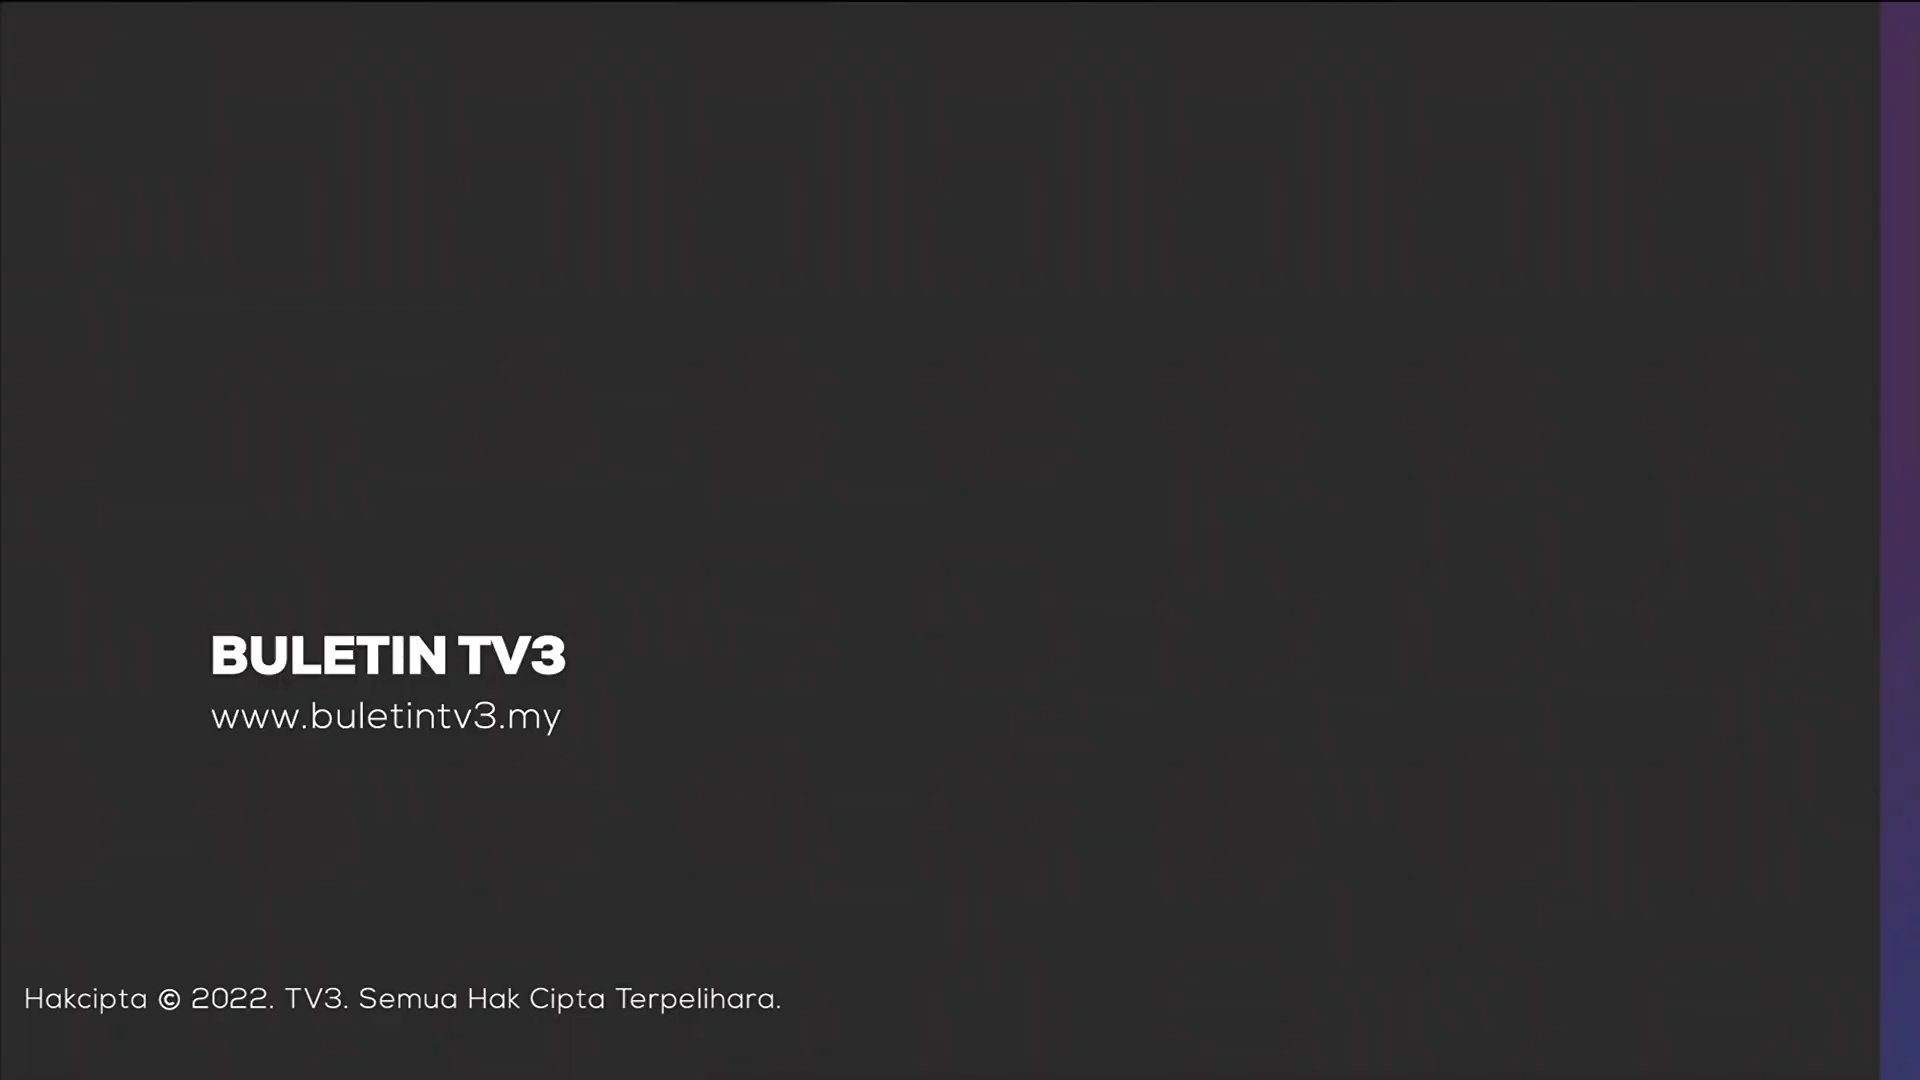 BULETIN TV3
www.buletintv3.my
Hakcipta © 2022. TV3. Semua Hak Cipta Terpelihara.